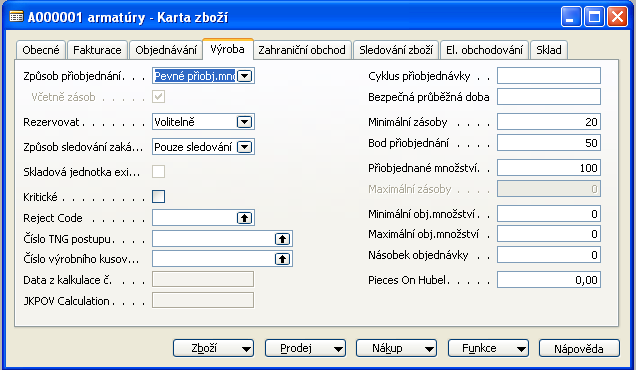 A000001 armatúry - Karta zboží
Obecné Fakturace Objednávání Výroba Zahraniční obchod Sledování zboží El. obchodování Sklad
Způsob přiobjednání. . . Pevné přiobj.mno
Včetně zásob . . .
Rezervovat . . . . . . . Volitelně
Způsob sledování zaká... Pouze sledování
Skladová jednotka exi...
Kritické . . . . . . . . .
Reject Code . . . . . .
Číslo TNG postupu . . .
Číslo výrobního kusov...
Data z kalkulace č. . . .
JKPOV Calculation . . . .
Cyklus přiobjednávky . .
Bezpečná průběžná doba
Minimální zásoby . . . . 20
Bod přiobjednání . . . . 50
Přiobjednané množství. . 100
Maximální zásoby . . . . 0
Minimální obj.množství . . 0
Maximální obj.množství . 0
Násobek objednávky . . 0
Pieces On Hubel . . . . . 0,00
Zboží Prodej Nákup Funkce Nápověda